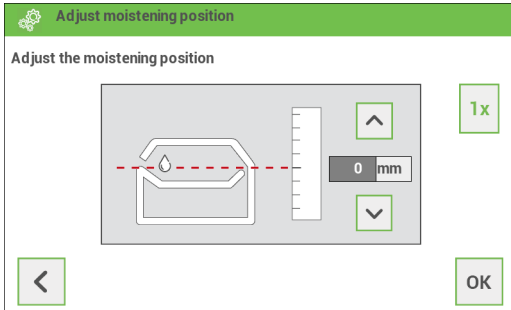 Adjust moistening position
Adjust the moistening position
1x
0 mm
OK